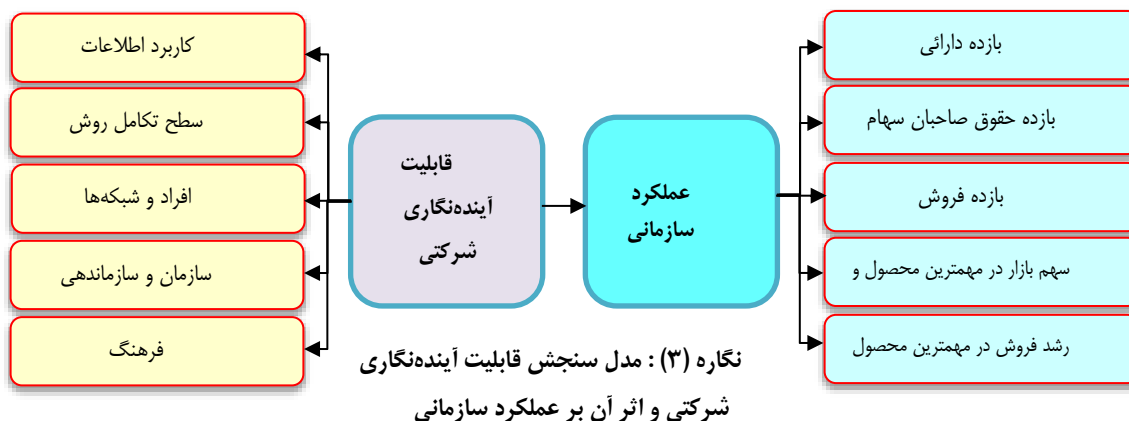 کاربرد اطلاعات
سطح تکامل روش
افراد و شبکه‌ها
سازمان و سازماندهی
فرهنگ
قابلیت
آینده‌نگاری
شرکتی
عملکرد
سازمانی
بازده دارائی
بازده حقوق صاحبان سهام
بازده فروش
سهم بازار در مهمترین محصول و
رشد فروش در مهمترین محصول
نگاره (۳) : مدل سنجش قابلیت آینده‌نگاری
شرکتی و اثر آن بر عملکرد سازمانی